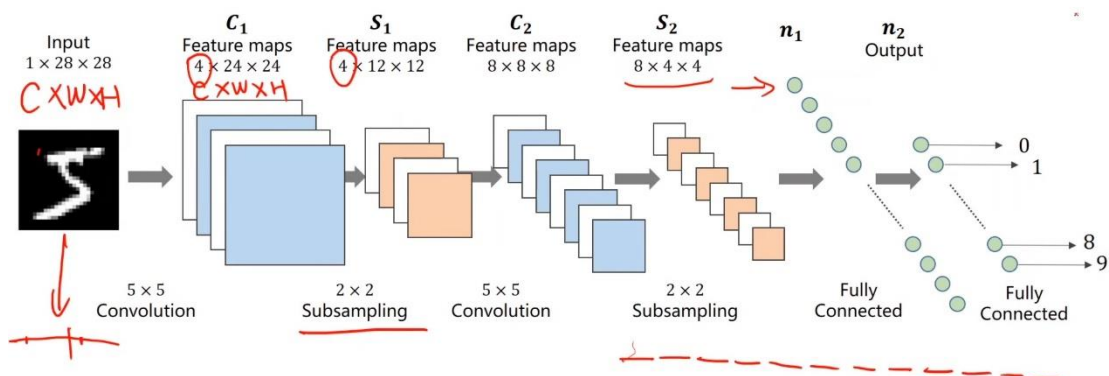 Input
1 × 28 × 28
C×W×H
C₁
Feature maps
4 × 24 × 24
C×W×H
S₁
Feature maps
4 × 12 × 12
C₂
Feature maps
8 × 8 × 8
S₂
Feature maps
8 × 4 × 4
n₁
n₂
Output
0
1
8
9
5 × 5
Convolution
2 × 2
Subsampling
5 × 5
Convolution
2 × 2
Subsampling
Fully
Connected
Fully
Connected